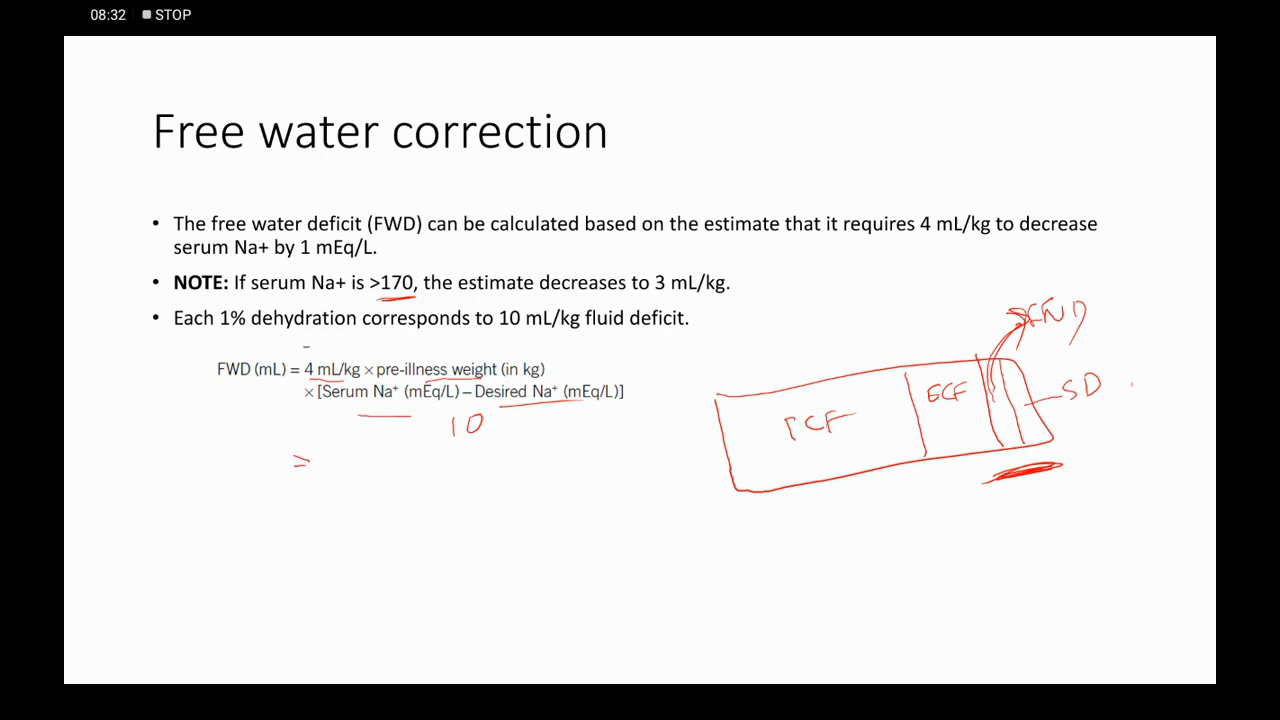 08:32 STOP
Free water correction
• The free water deficit (FWD) can be calculated based on the estimate that it requires 4 mL/kg to decrease
serum Na+ by 1 mEq/L.
• NOTE: If serum Na+ is >170, the estimate decreases to 3 mL/kg.
• Each 1% dehydration corresponds to 10 mL/kg fluid deficit.
FWD (mL) = 4 mL/kg × pre-illness weight (in kg)
× [Serum Na⁺ (mEq/L) – Desired Na⁺ (mEq/L)]
10
=
ECF
SD